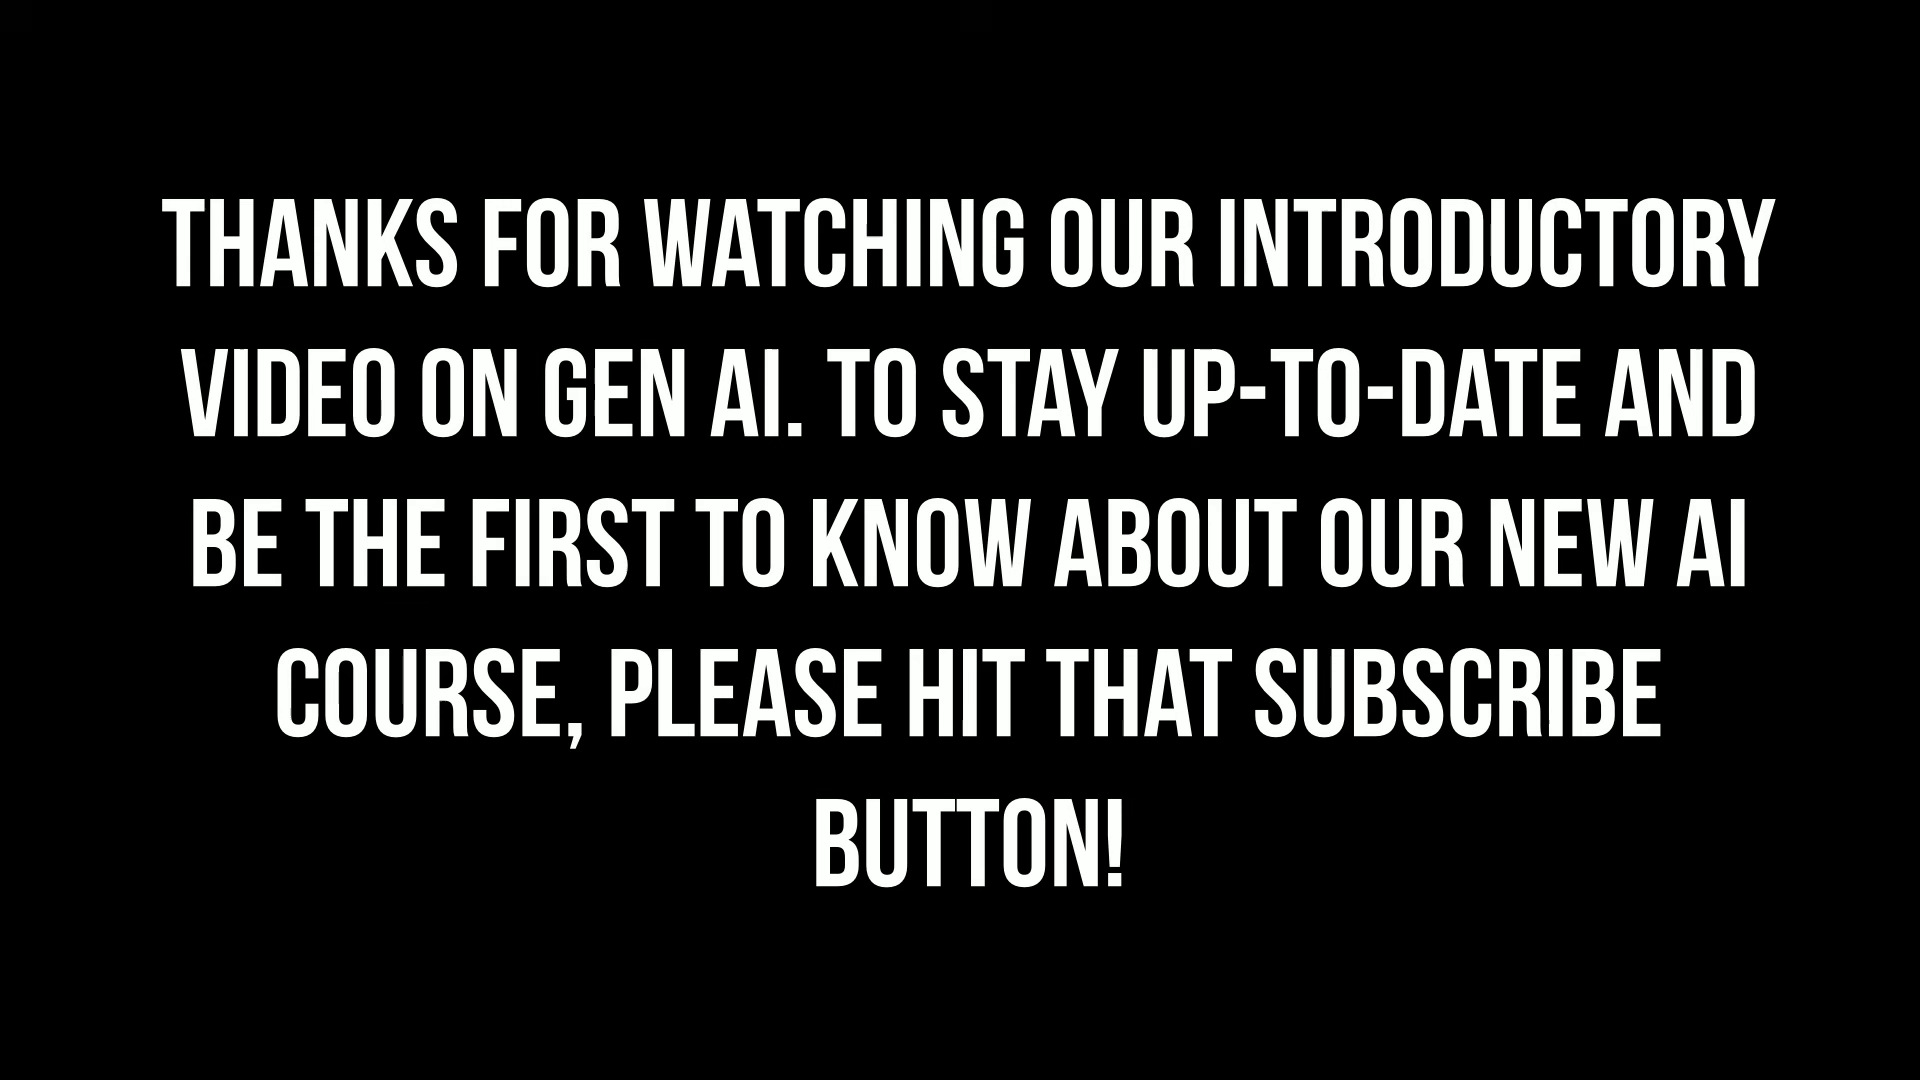 THANKS FOR WATCHING OUR INTRODUCTORY
VIDEO ON GEN AI. TO STAY UP-TO-DATE AND
BE THE FIRST TO KNOW ABOUT OUR NEW AI
COURSE, PLEASE HIT THAT SUBSCRIBE
BUTTON!